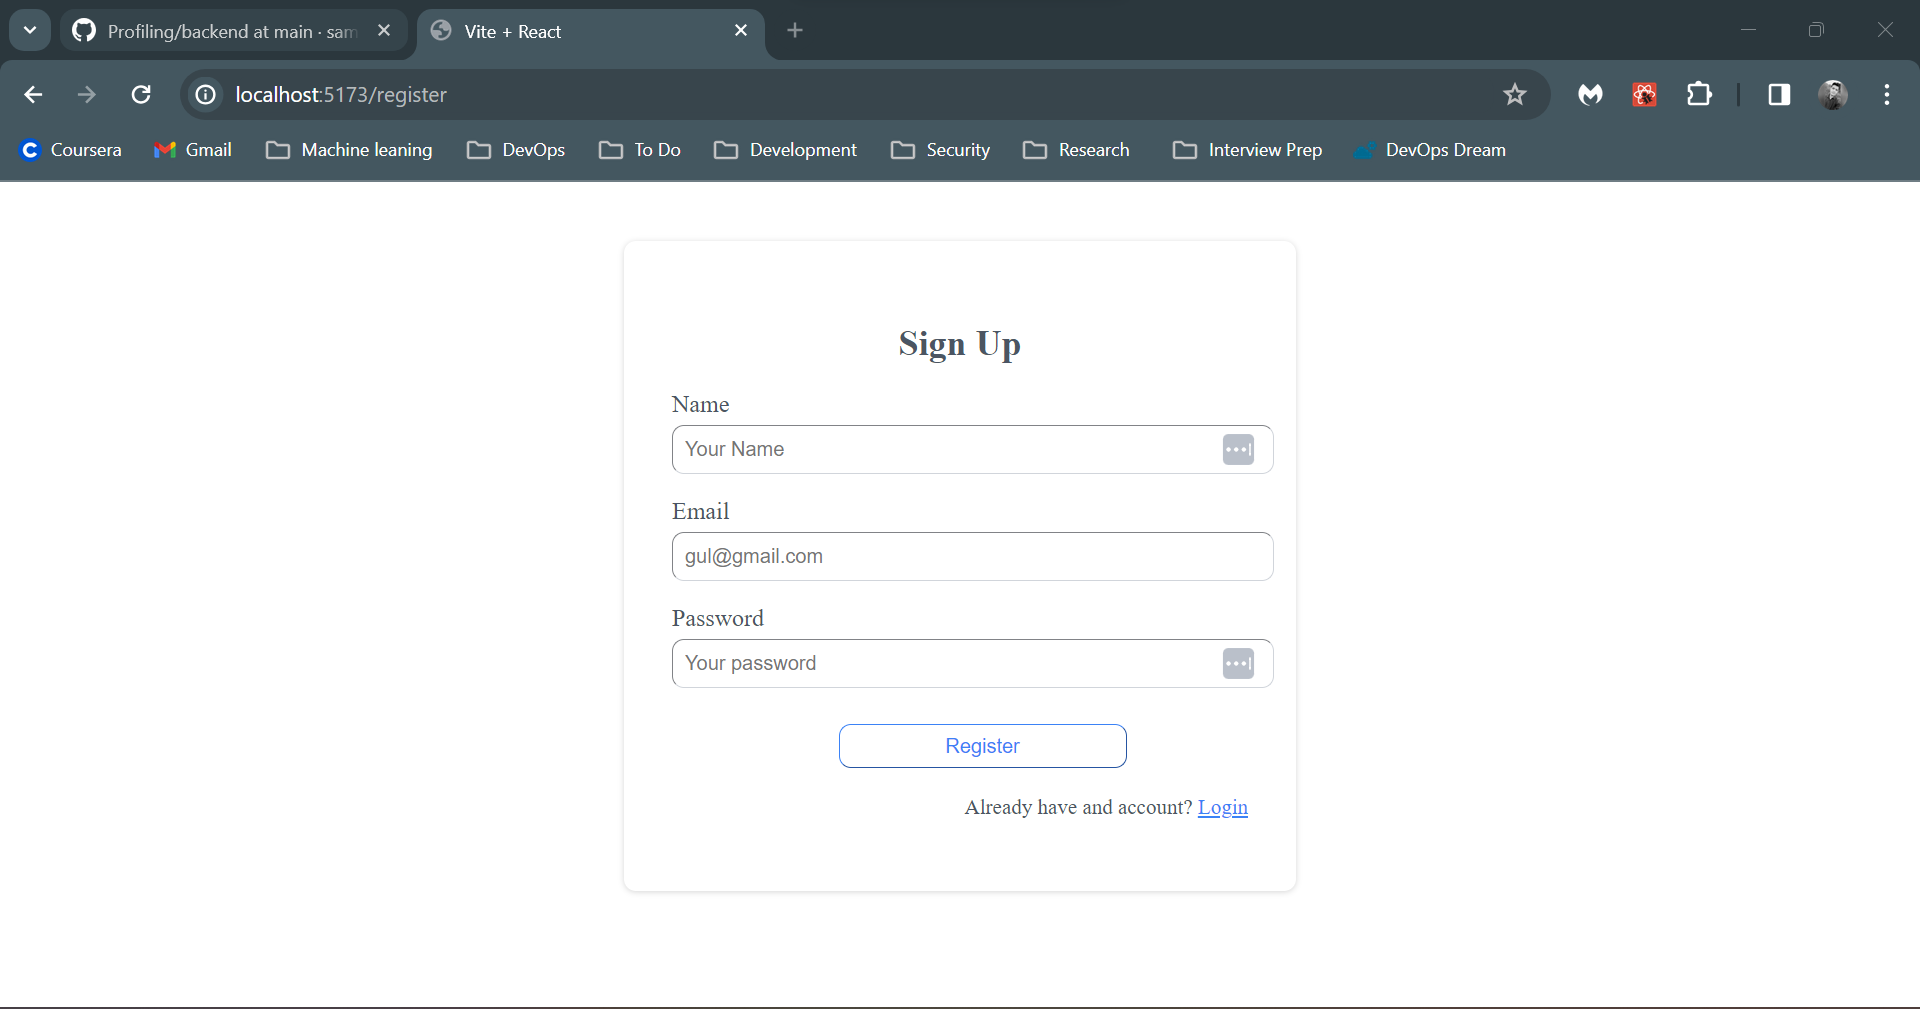 Profiling/backend at main · sam
Vite + React
localhost:5173/register
Coursera Gmail Machine leaning DevOps To Do Development Security Research Interview Prep DevOps Dream
Sign Up
Name
Your Name
Email
gul@gmail.com
Password
Your password
Register
Already have and account? Login